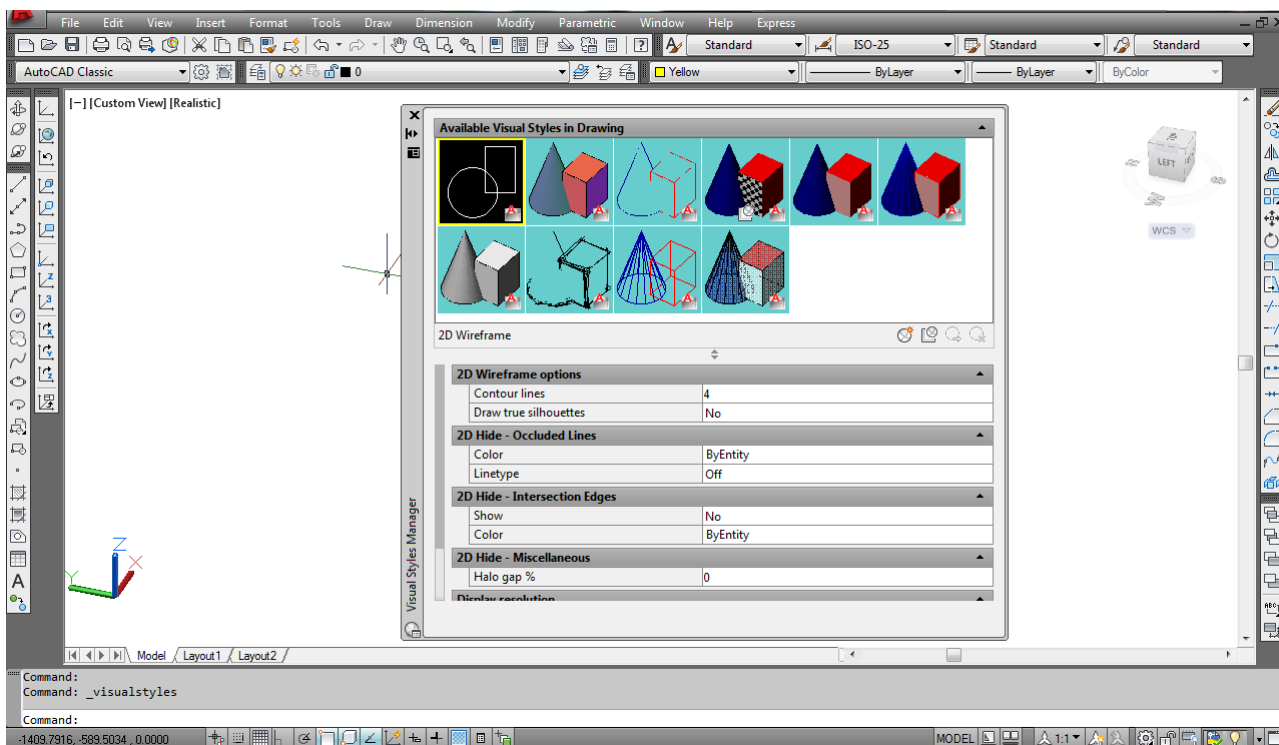 File Edit View Insert Format Tools Draw Dimension Modify Parametric Window Help Express
Standard ISO-25 Standard Standard
AutoCAD Classic 0 Yellow ByLayer ByLayer ByColor
[−] [Custom View] [Realistic]
Available Visual Styles in Drawing
LEFT
WCS
2D Wireframe
2D Wireframe options
Contour lines 4
Draw true silhouettes No
2D Hide - Occluded Lines
Color ByEntity
Linetype Off
2D Hide - Intersection Edges
Show No
Color ByEntity
2D Hide - Miscellaneous
Halo gap % 0
Display resolution
Visual Styles Manager
Z
X
Y
Model Layout1 Layout2
Command:
Command: _visualstyles
Command:
-1409.7916, -589.5034 , 0.0000 MODEL 1:1